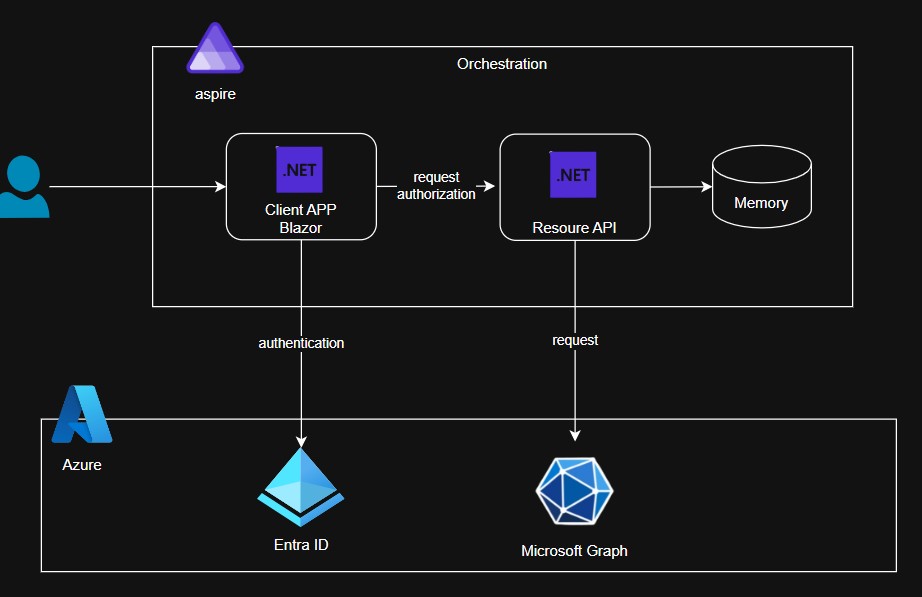 Orchestration
aspire
.NET
Client APP
Blazor
request
authorization
.NET
Resoure API
Memory
authentication
request
Azure
Entra ID
Microsoft Graph